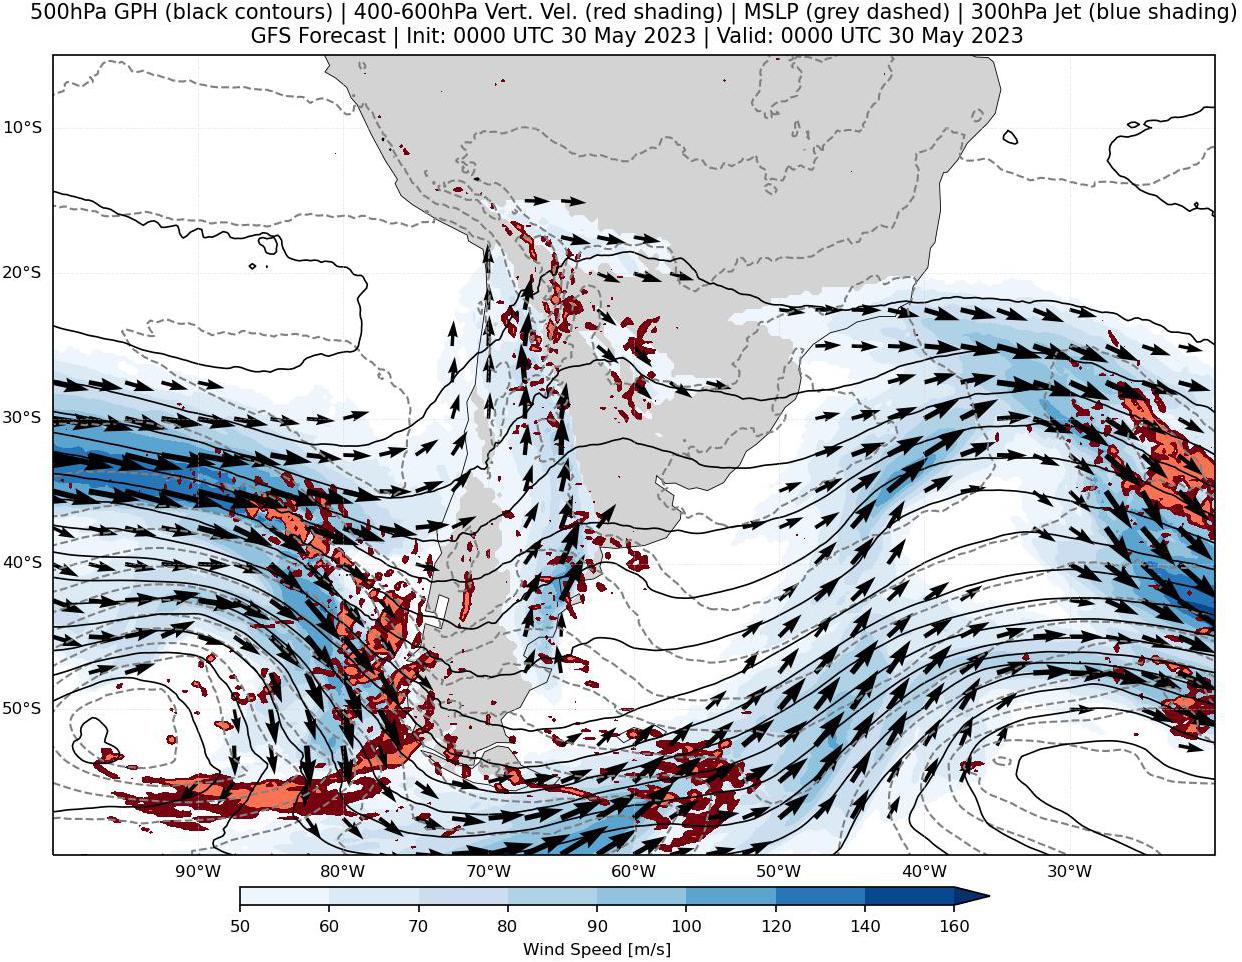 500hPa GPH (black contours) | 400-600hPa Vert. Vel. (red shading) | MSLP (grey dashed) | 300hPa Jet (blue shading)
GFS Forecast | Init: 0000 UTC 30 May 2023 | Valid: 0000 UTC 30 May 2023
10°S
20°S
30°S
40°S
50°S
90°W 80°W 70°W 60°W 50°W 40°W 30°W
50 60 70 80 90 100 120 140 160
Wind Speed [m/s]